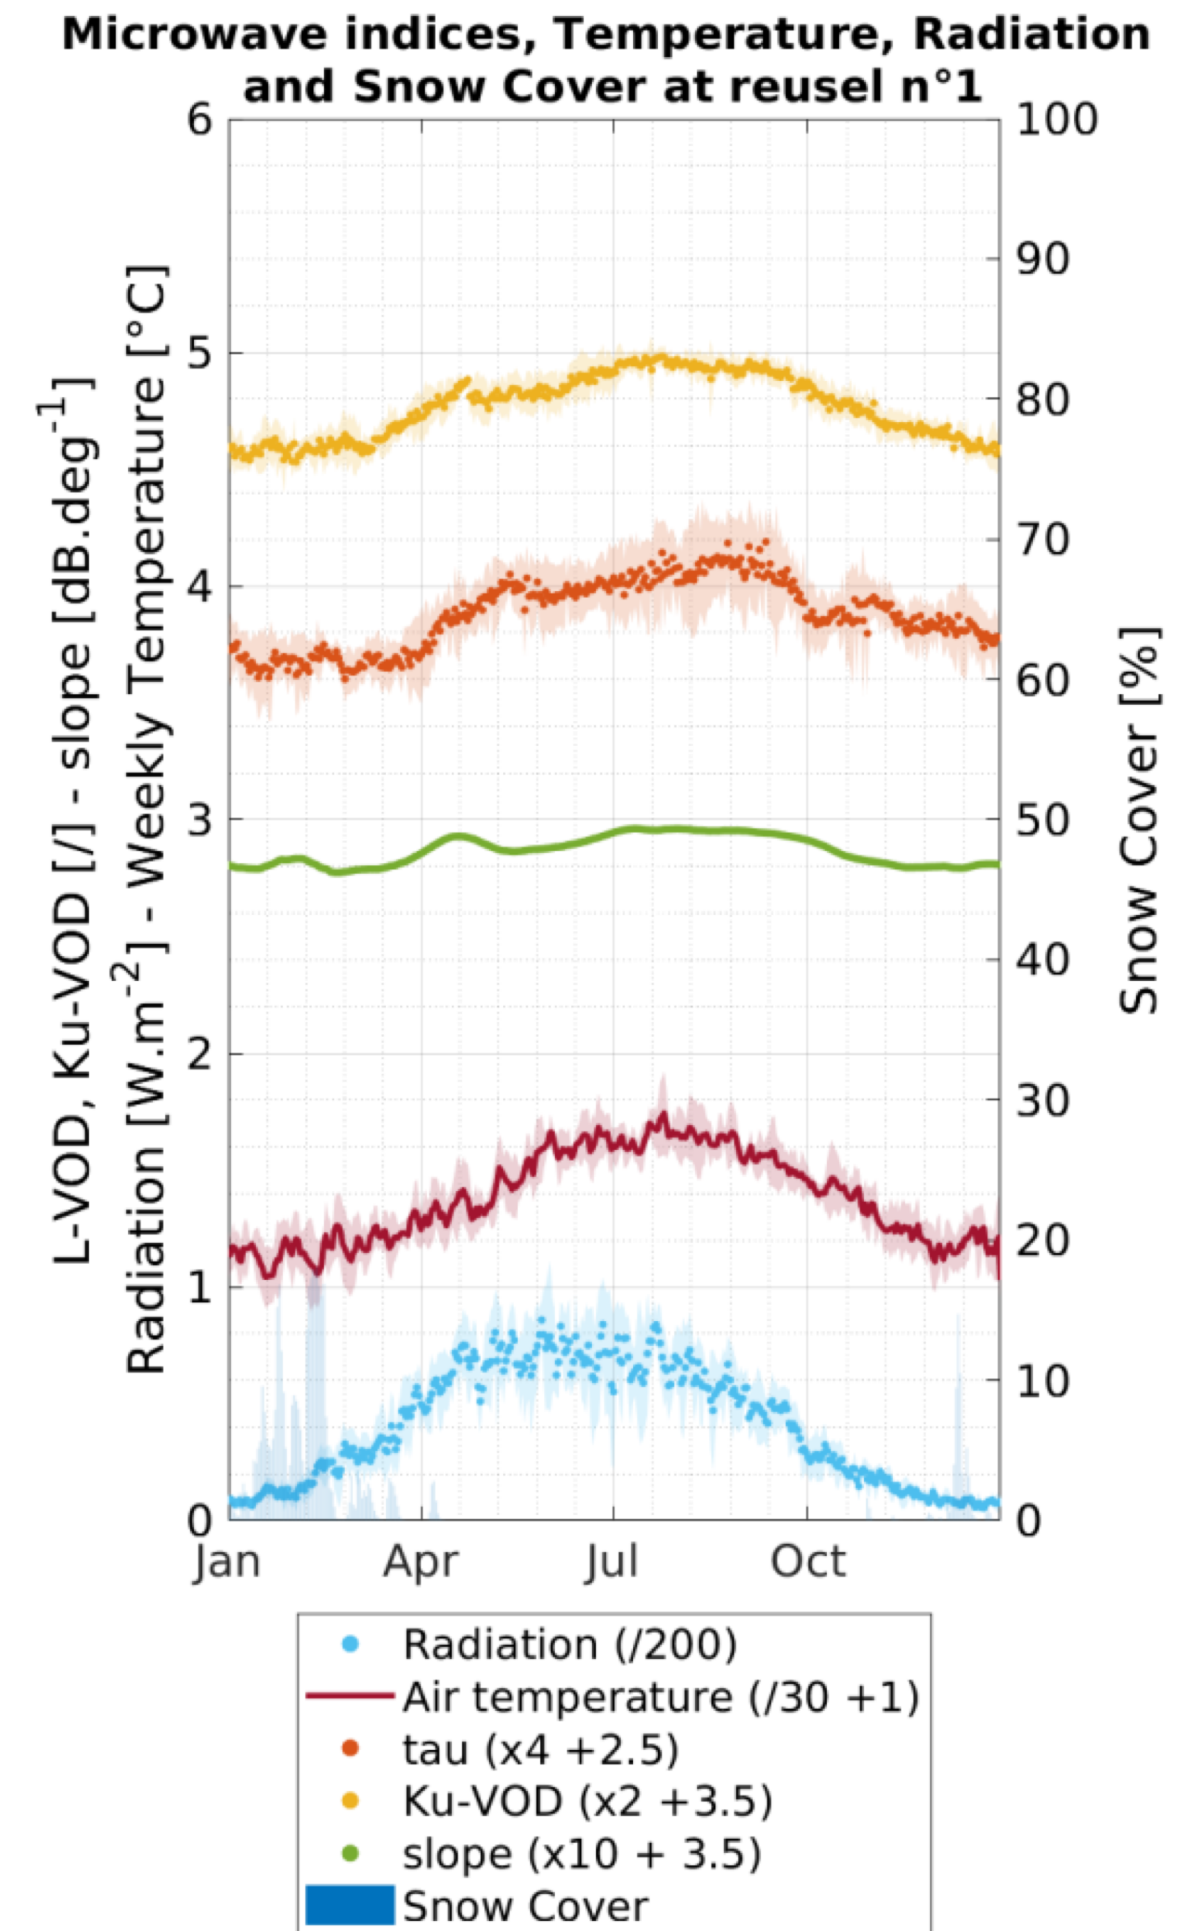 Microwave indices, Temperature, Radiation
and Snow Cover at reusel n°1
L-VOD, Ku-VOD [/] - slope [dB.deg-1]
Radiation [W.m-2] - Weekly Temperature [°C]
6
5
4
3
2
1
0
100
90
80
70
60
50
40
30
20
10
0
Snow Cover [%]
Jan Apr Jul Oct
Radiation (/200)
Air temperature (/30 +1)
tau (x4 +2.5)
Ku-VOD (x2 +3.5)
slope (x10 + 3.5)
Snow Cover